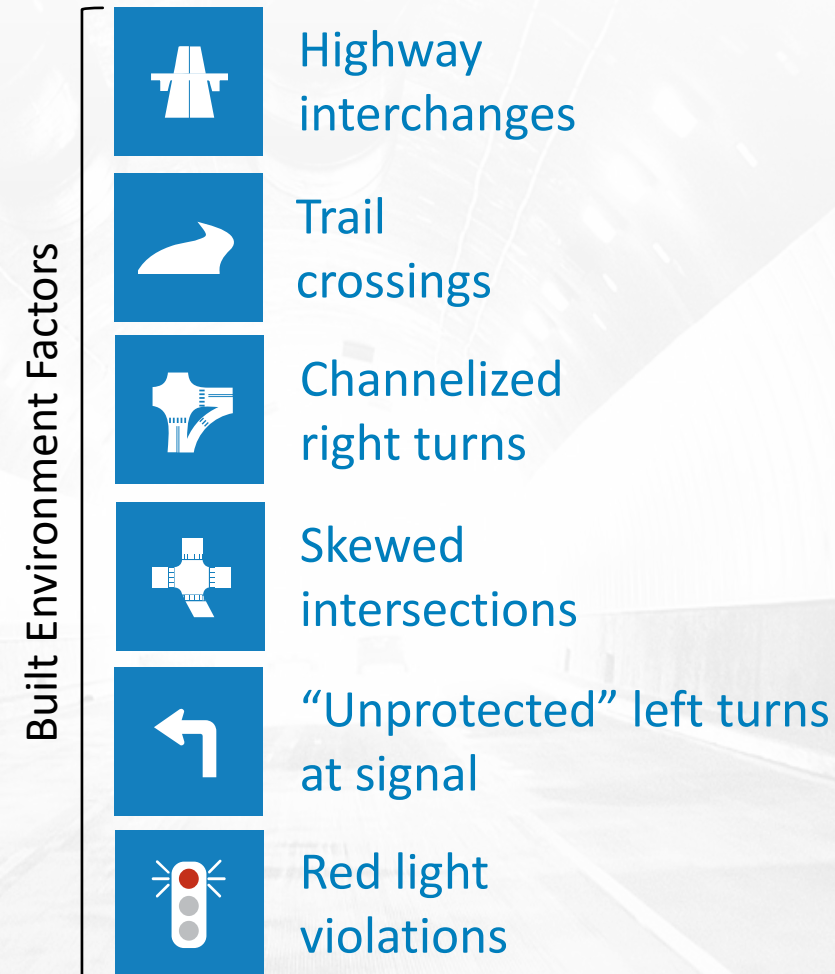 Built Environment Factors
Highway
interchanges
Trail
crossings
Channelized
right turns
Skewed
intersections
“Unprotected” left turns
at signal
Red light
violations